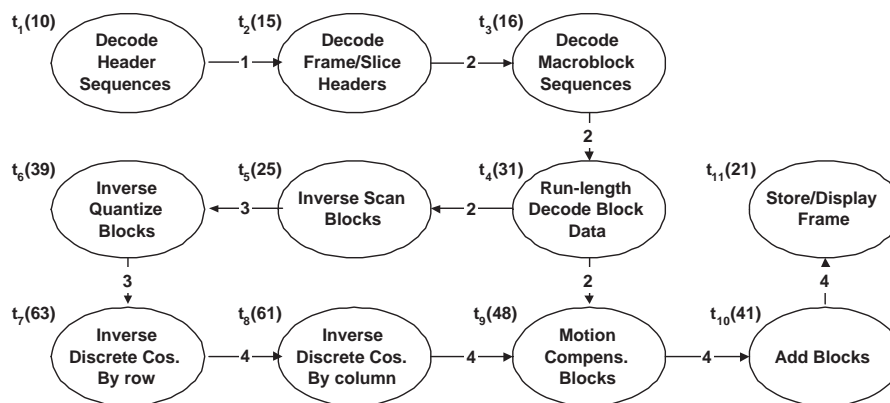 t1(10)
Decode
Header
Sequences
1
t2(15)
Decode
Frame/Slice
Headers
2
t3(16)
Decode
Macroblock
Sequences
2
t6(39)
Inverse
Quantize
Blocks
3
t5(25)
Inverse Scan
Blocks
2
t4(31)
Run-length
Decode Block
Data
t11(21)
Store/Display
Frame
3
2
4
t7(63)
Inverse
Discrete Cos.
By row
4
t8(61)
Inverse
Discrete Cos.
By column
4
t9(48)
Motion
Compens.
Blocks
4
t10(41)
Add Blocks